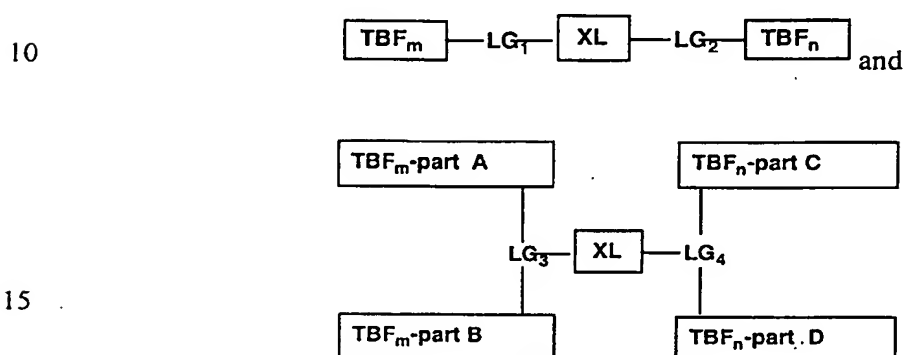 10 TBFm LG1 XL LG2 TBFn and
TBFm-part A TBFn-part C
LG3 XL LG4
15 TBFm-part B TBFn-part. D